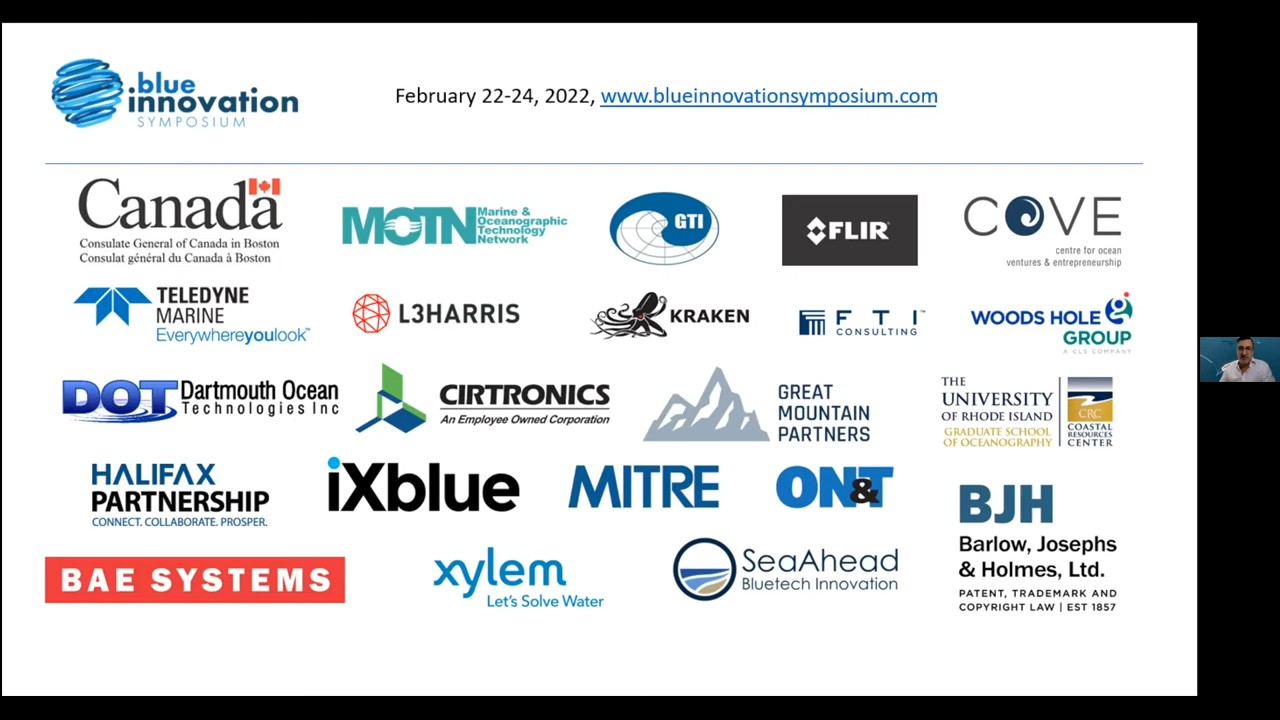 blue
innovation
SYMPOSIUM
February 22-24, 2022, www.blueinnovationsymposium.com
Canada
Consulate General of Canada in Boston
Consulat général du Canada à Boston
MOTN
Marine &
Oceanographic
Technology
Network
GTI
FLIR
COVE
centre for ocean
ventures & entrepreneurship
TELEDYNE
MARINE
Everywhereyoulook™
L3HARRIS
KRAKEN
FTI™
CONSULTING
WOODS HOLE
GROUP
A CLS COMPANY
DOT
Dartmouth Ocean
Technologies Inc
CIRTRONICS
An Employee Owned Corporation
GREAT
MOUNTAIN
PARTNERS
THE
UNIVERSITY
OF RHODE ISLAND
GRADUATE SCHOOL
OF OCEANOGRAPHY
CRC
COASTAL
RESOURCES
CENTER
HALIFAX
PARTNERSHIP
CONNECT. COLLABORATE. PROSPER.
iXblue
MITRE
ON&T
BJH
Barlow, Josephs
& Holmes, Ltd.
PATENT, TRADEMARK AND
COPYRIGHT LAW | EST 1857
BAE SYSTEMS
xylem
Let's Solve Water
SeaAhead
Bluetech Innovation